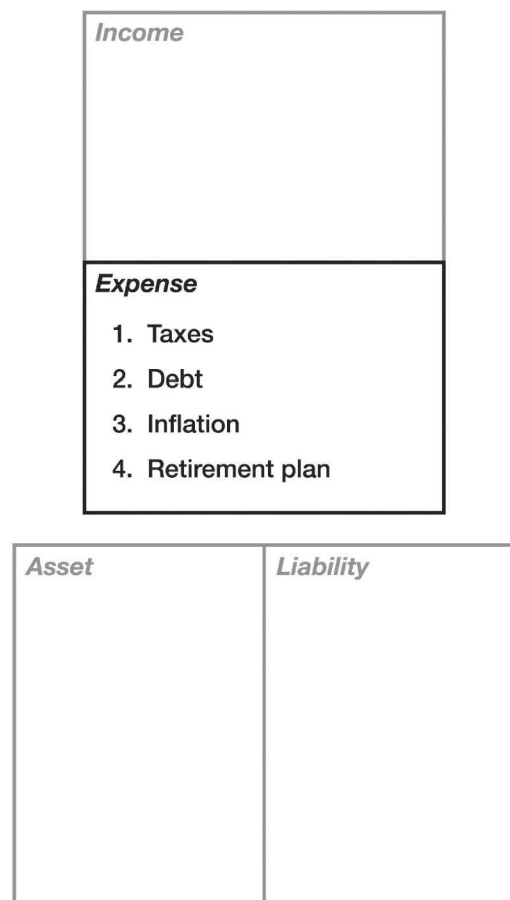 Income
Expense
1. Taxes
2. Debt
3. Inflation
4. Retirement plan
Asset
Liability